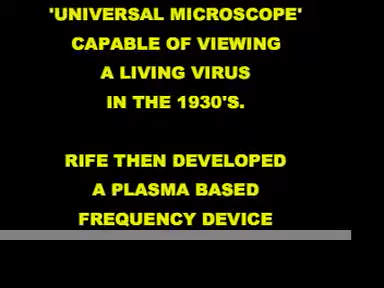 'UNIVERSAL MICROSCOPE'
CAPABLE OF VIEWING
A LIVING VIRUS
IN THE 1930'S.
RIFE THEN DEVELOPED
A PLASMA BASED
FREQUENCY DEVICE